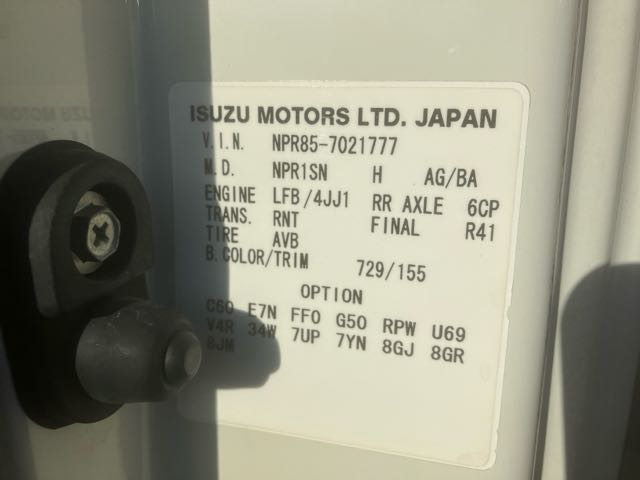 ISUZU MOTORS LTD. JAPAN
V.I.N. NPR85-7021777
M.D. NPR1SN H AG/BA
ENGINE LFB/4JJ1 RR AXLE 6CP
TRANS. RNT FINAL R41
TIRE AVB
B.COLOR/TRIM 729/155
OPTION
C60 E7N FF0 G50 RPW U69
V4R 34W 7UP 7YN 8GJ 8GR
8JM